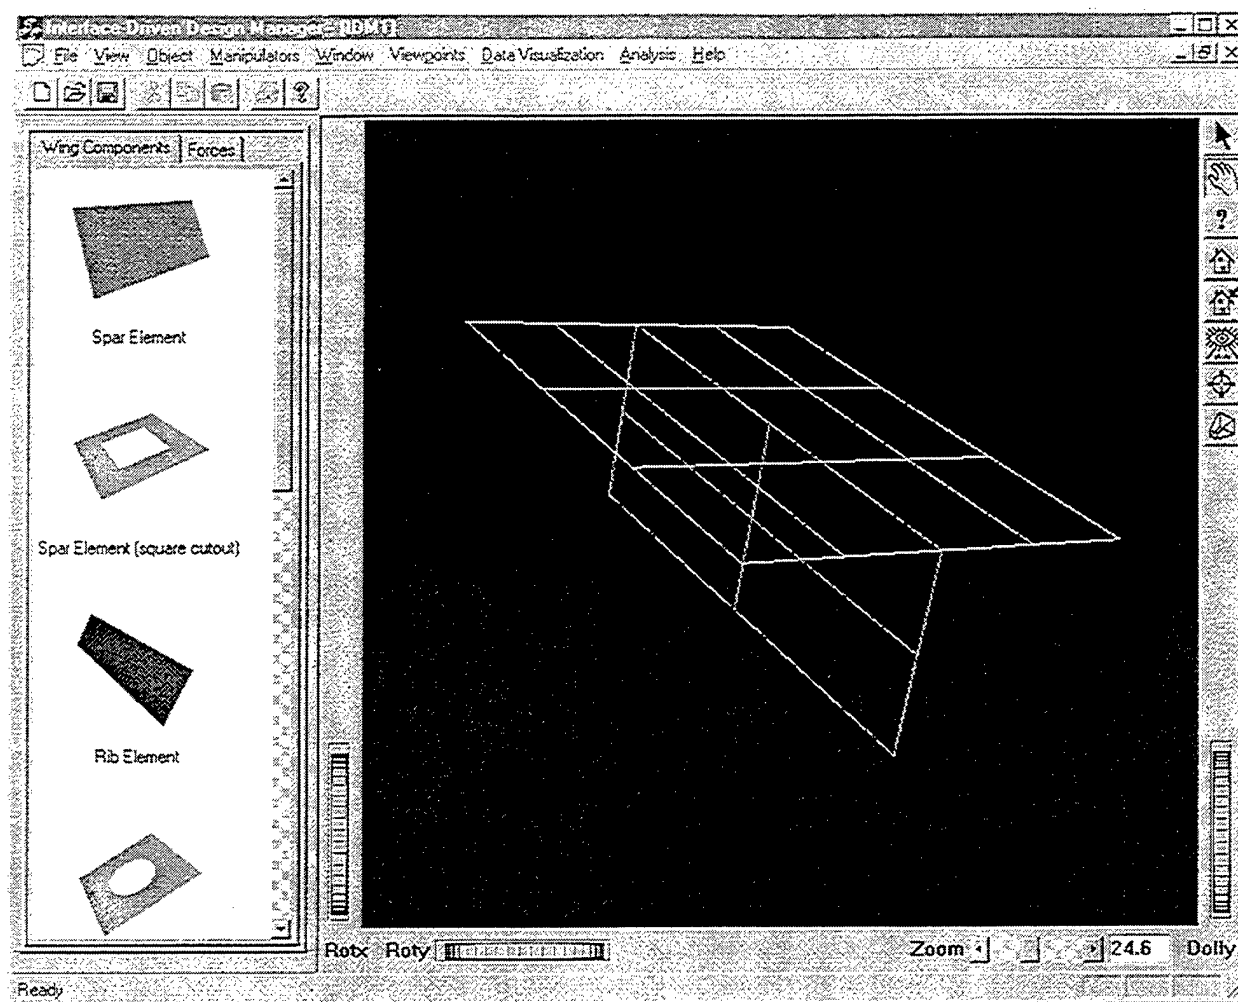 Interface-Driven Design Manager - [IDM1]
File View Object Manipulators Window Viewpoints Data Visualization Analysis Help
Wing Components Forces
Spar Element
Spar Element (square cutout)
Rib Element
Rotx Roty Zoom 24.6 Dolly
Ready